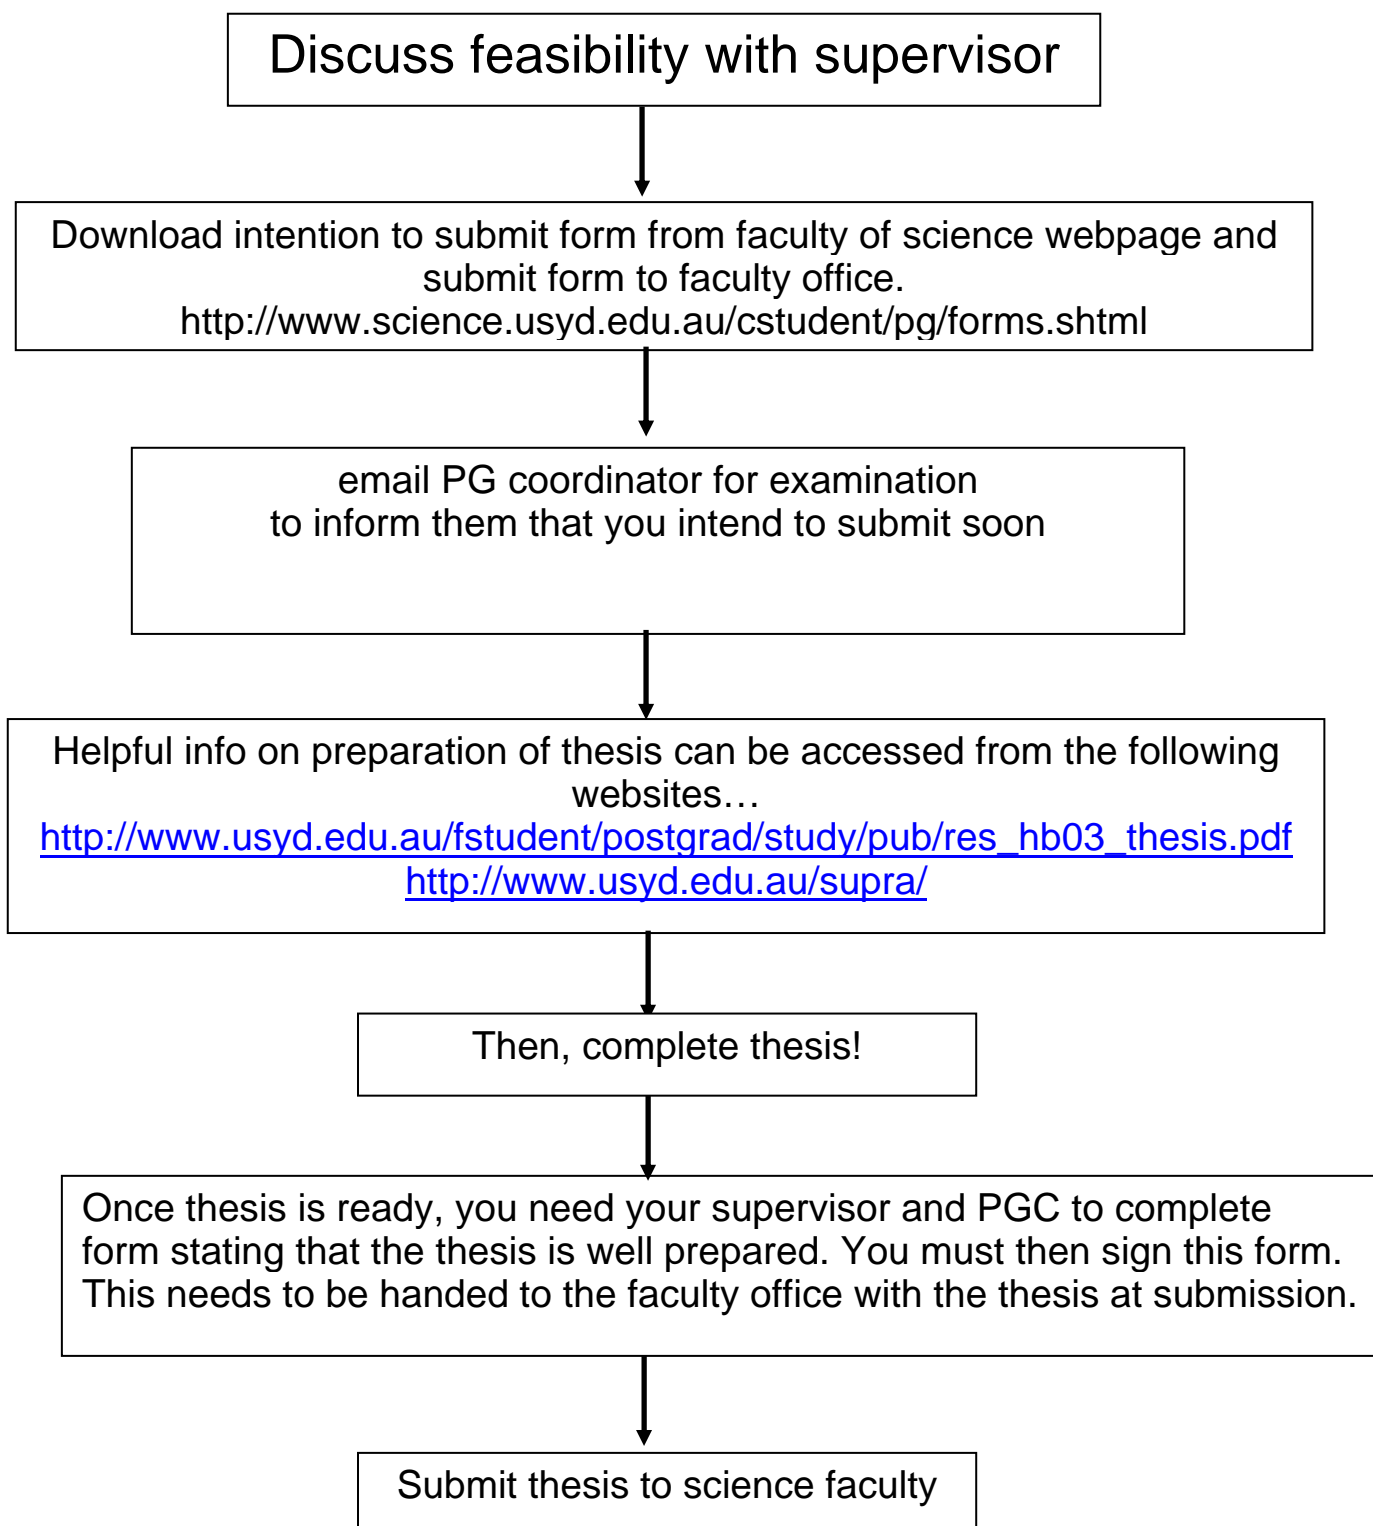 Discuss feasibility with supervisor
Download intention to submit form from faculty of science webpage and
submit form to faculty office.
http://www.science.usyd.edu.au/cstudent/pg/forms.shtml
email PG coordinator for examination
to inform them that you intend to submit soon
Helpful info on preparation of thesis can be accessed from the following
websites…
http://www.usyd.edu.au/fstudent/postgrad/study/pub/res_hb03_thesis.pdf
http://www.usyd.edu.au/supra/
Then, complete thesis!
Once thesis is ready, you need your supervisor and PGC to complete
form stating that the thesis is well prepared. You must then sign this form.
This needs to be handed to the faculty office with the thesis at submission.
Submit thesis to science faculty